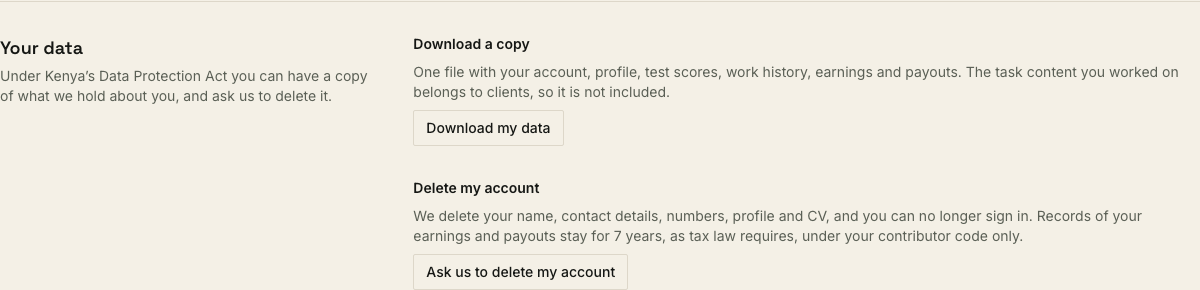 Your data
Under Kenya’s Data Protection Act you can have a copy
of what we hold about you, and ask us to delete it.
Download a copy
One file with your account, profile, test scores, work history, earnings and payouts. The task content you worked on
belongs to clients, so it is not included.
Download my data
Delete my account
We delete your name, contact details, numbers, profile and CV, and you can no longer sign in. Records of your
earnings and payouts stay for 7 years, as tax law requires, under your contributor code only.
Ask us to delete my account